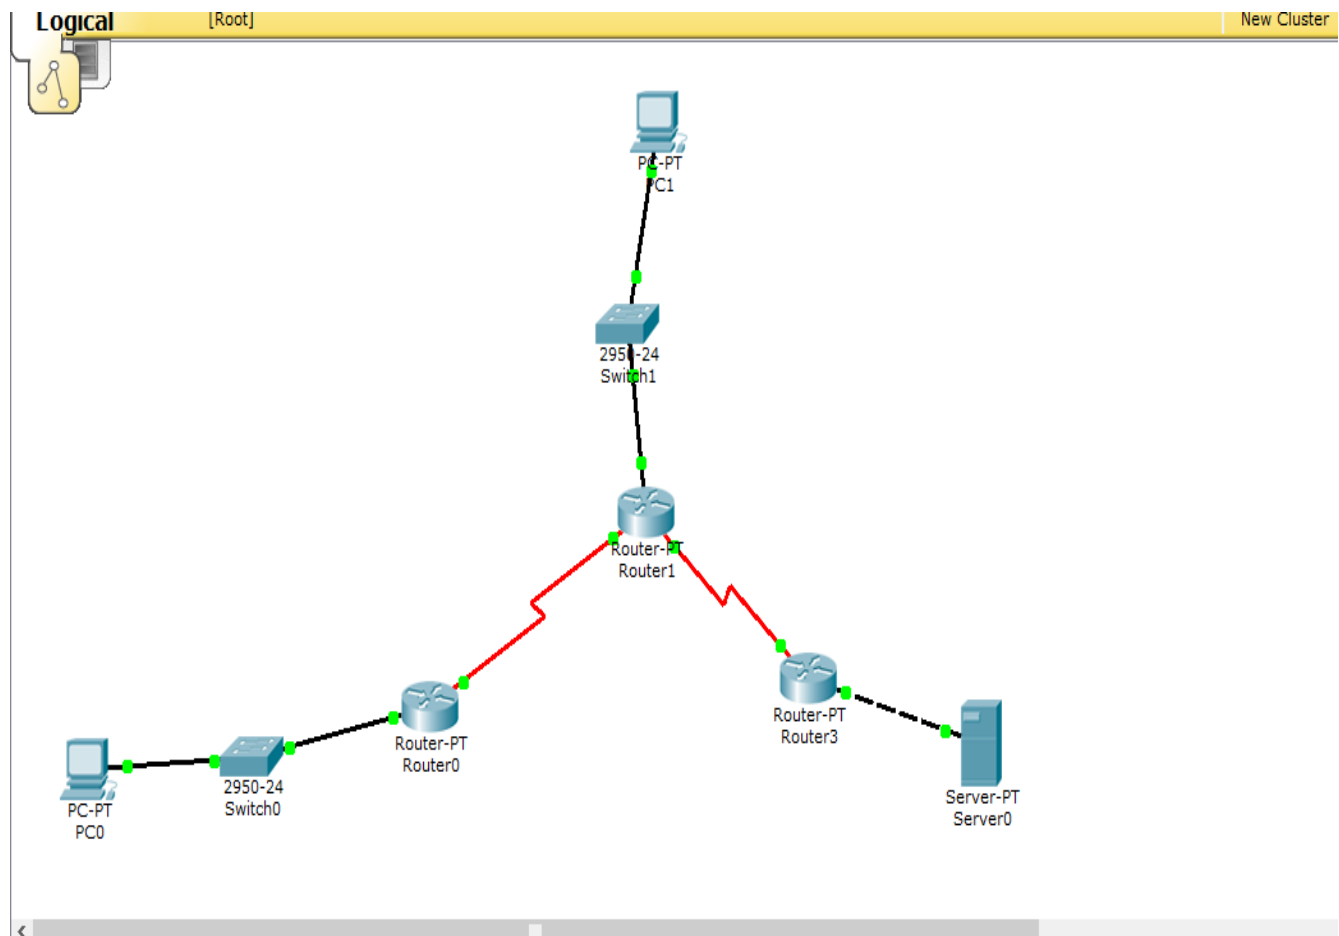 Logical [Root] New Cluster
PC-PT
PC1
2950-24
Switch1
Router-PT
Router1
Router-PT
Router3
Router-PT
Router0
Server-PT
Server0
2950-24
Switch0
PC-PT
PC0